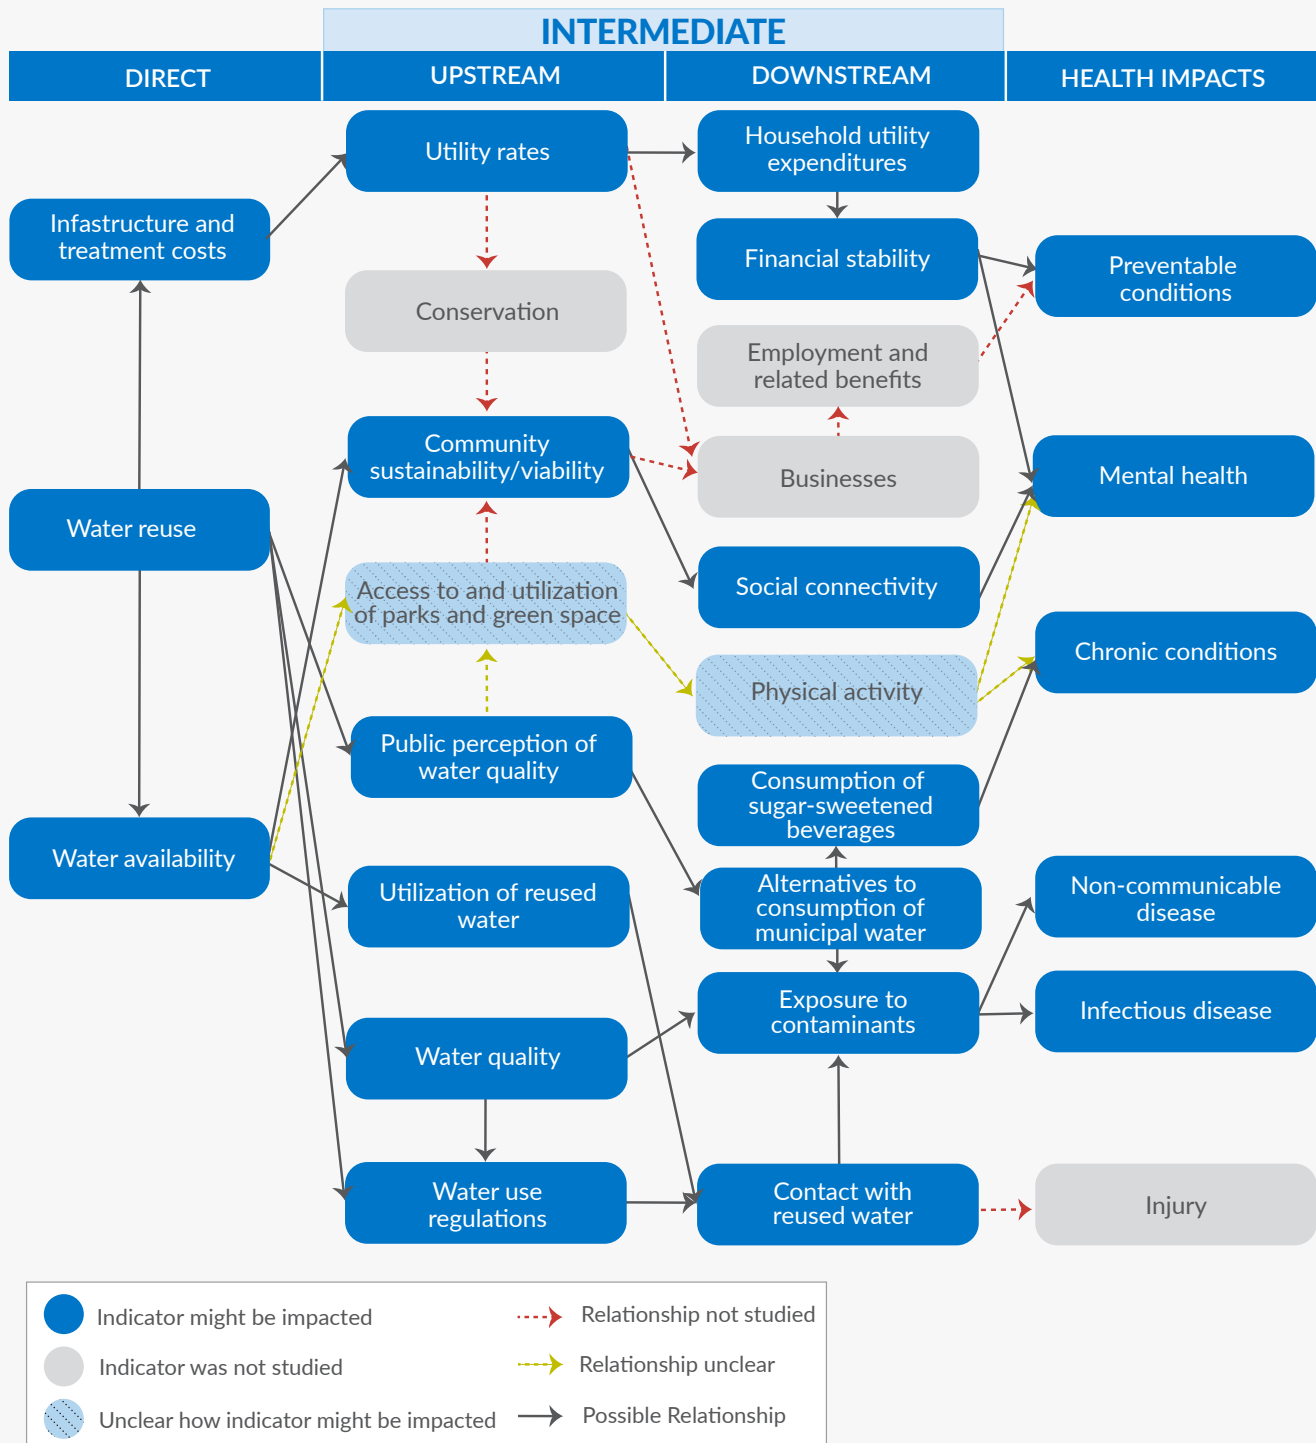 INTERMEDIATE
DIRECT
UPSTREAM
DOWNSTREAM
HEALTH IMPACTS
Infastructure and
treatment costs
Water reuse
Water availability
Utility rates
Conservation
Community
sustainability/viability
Access to and utilization
of parks and green space
Public perception of
water quality
Utilization of reused
water
Water quality
Water use
regulations
Household utility
expenditures
Financial stability
Employment and
related benefits
Businesses
Social connectivity
Physical activity
Consumption of
sugar-sweetened
beverages
Alternatives to
consumption of
municipal water
Exposure to
contaminants
Contact with
reused water
Preventable
conditions
Mental health
Chronic conditions
Non-communicable
disease
Infectious disease
Injury
Indicator might be impacted
Indicator was not studied
Unclear how indicator might be impacted
Relationship not studied
Relationship unclear
Possible Relationship